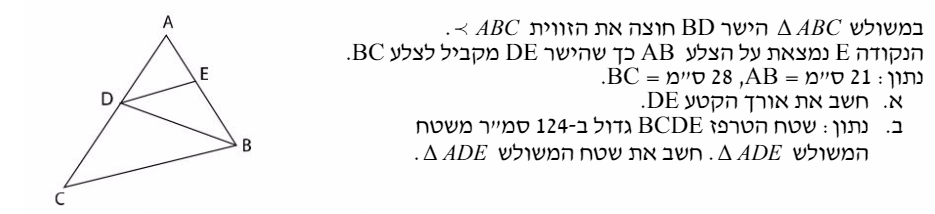 במשולש Δ ABC הישר BD חוצה את הזווית ∢ ABC.
הנקודה E נמצאת על הצלע AB כך שהישר DE מקביל לצלע BC.
נתון: 21 ס״מ = AB, 28 ס״מ = BC.
א. חשב את אורך הקטע DE.
ב. נתון: שטח הטרפז BCDE גדול ב-124 סמ״ר משטח
המשולש Δ ADE. חשב את שטח המשולש Δ ADE.
A
E
D
B
C